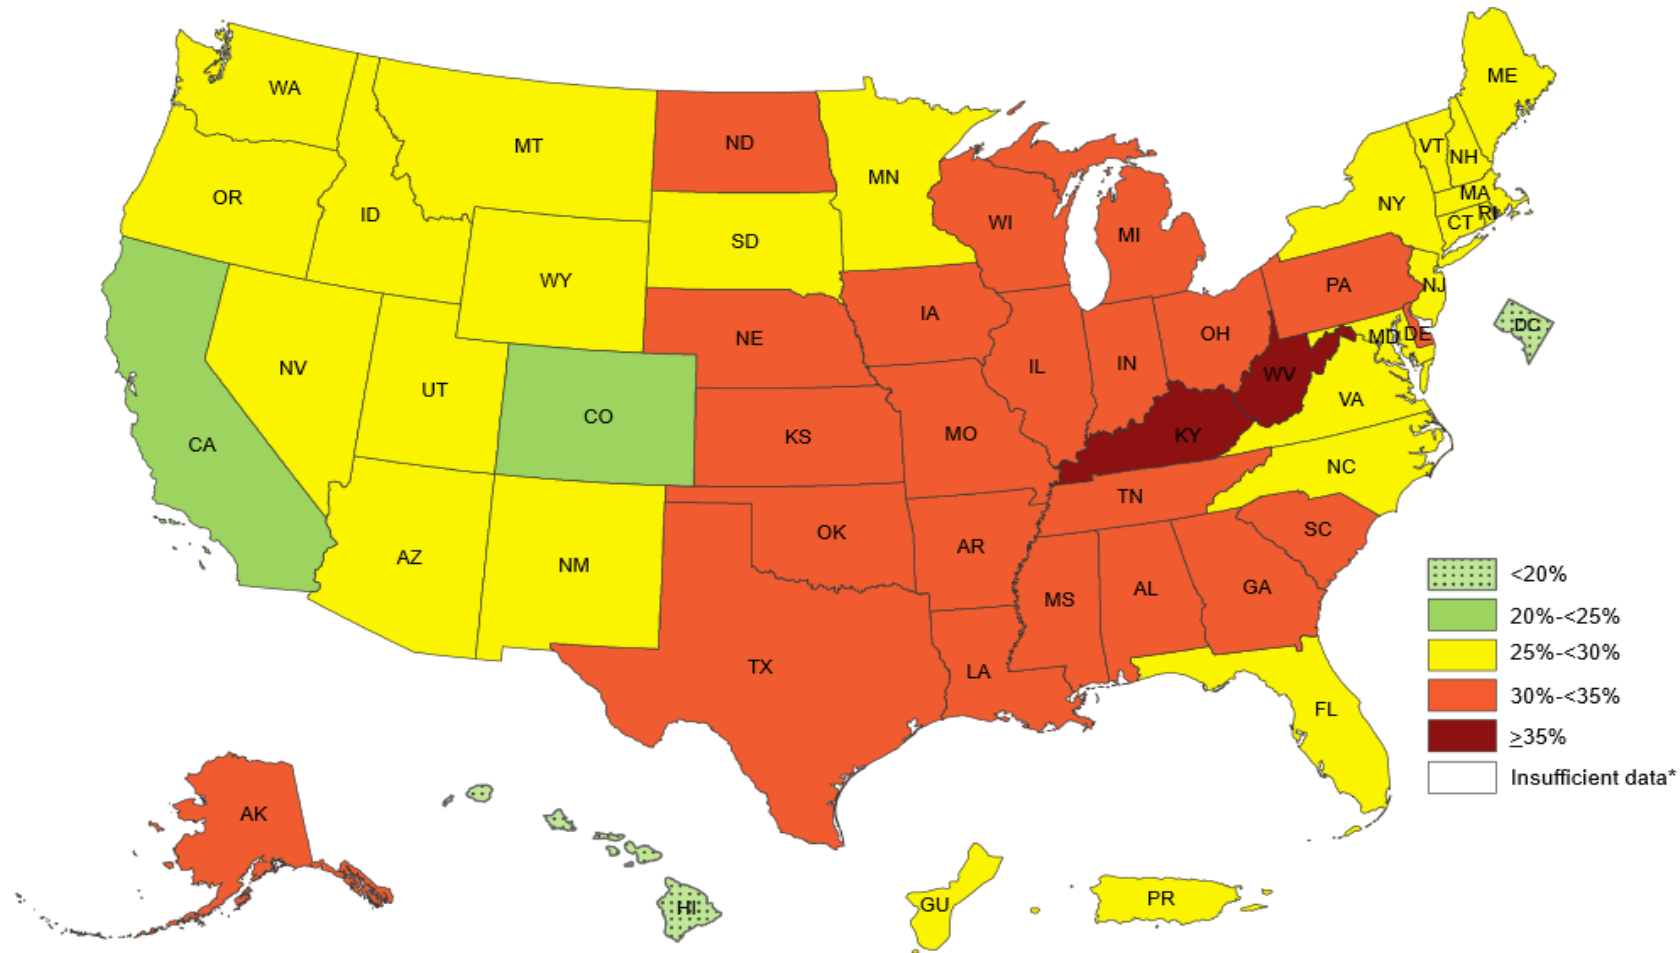 ME
WA
MT
ND
VT
NH
MN
OR
ID
MA
NY
WI
CT
RI
SD
MI
WY
PA
NJ
IA
DC
NE
OH
MD
DE
IL
IN
NV
WV
UT
VA
CO
KS
MO
KY
CA
NC
TN
OK
SC
AR
AZ
NM
<20%
MS
AL
GA
20%-<25%
25%-<30%
TX
LA
30%-<35%
FL
≥35%
Insufficient data*
AK
HI
GU
PR